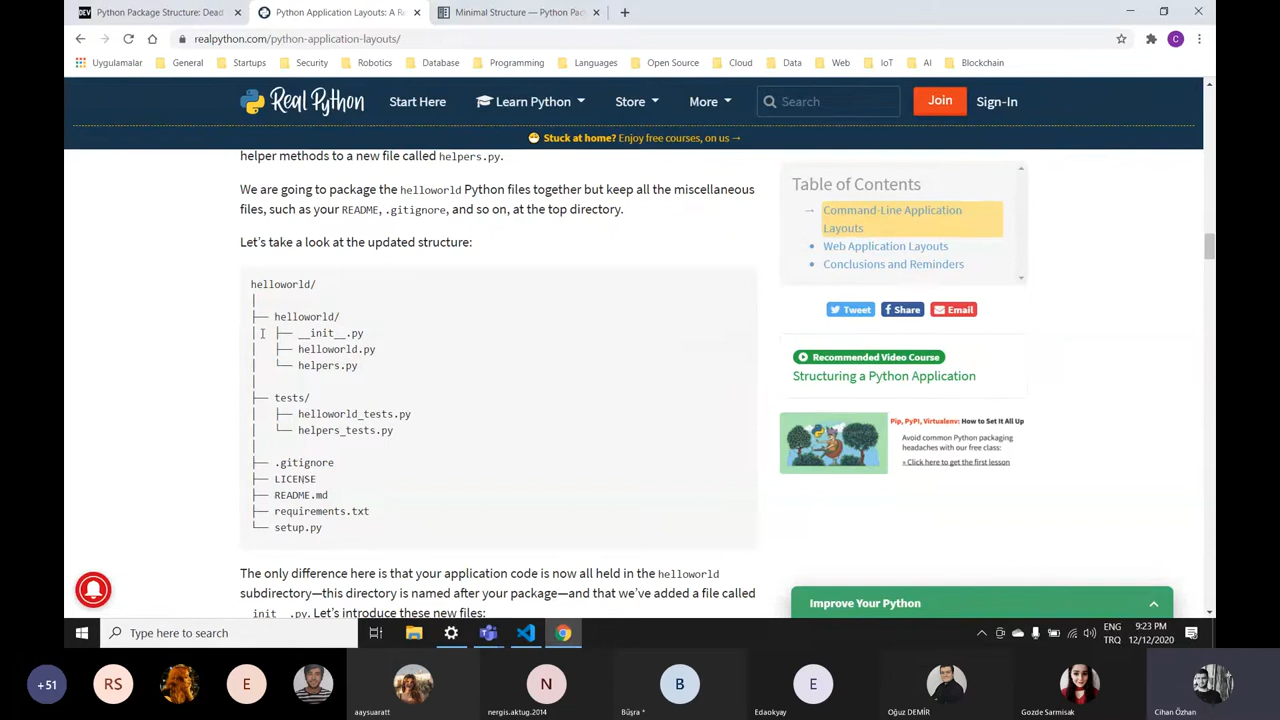 Python Package Structure: Dead
Python Application Layouts: A Re
Minimal Structure — Python Pac
realpython.com/python-application-layouts/
C
Uygulamalar
General
Startups
Security
Robotics
Database
Programming
Languages
Open Source
Cloud
Data
Web
IoT
AI
Blockchain
Real Python
Start Here
Learn Python
Store
More
Search
Join
Sign-In
Stuck at home? Enjoy free courses, on us →
helper methods to a new file called helpers.py.
We are going to package the helloworld Python files together but keep all the miscellaneous
files, such as your README, .gitignore, and so on, at the top directory.
Let's take a look at the updated structure:
helloworld/
│
├── helloworld/
│   ├── __init__.py
│   ├── helloworld.py
│   └── helpers.py
│
├── tests/
│   ├── helloworld_tests.py
│   └── helpers_tests.py
│
├── .gitignore
├── LICENSE
├── README.md
├── requirements.txt
└── setup.py
The only difference here is that your application code is now all held in the helloworld
subdirectory—this directory is named after your package—and that we've added a file called
__init__.py. Let's introduce these new files:
Table of Contents
→ Command-Line Application
Layouts
• Web Application Layouts
• Conclusions and Reminders
Tweet
Share
Email
Recommended Video Course
Structuring a Python Application
Pip, PyPI, Virtualenv: How to Set It All Up
Avoid common Python packaging
headaches with our free class:
» Click here to get the first lesson
Improve Your Python
Type here to search
ENG
TRQ
9:23 PM
12/12/2020
+51
RS
E
aaysuaratt
N
nergis.aktug.2014
B
Büşra *
E
Edaokyay
Oğuz DEMİR
Gozde Sarmisak
Cihan Özhan